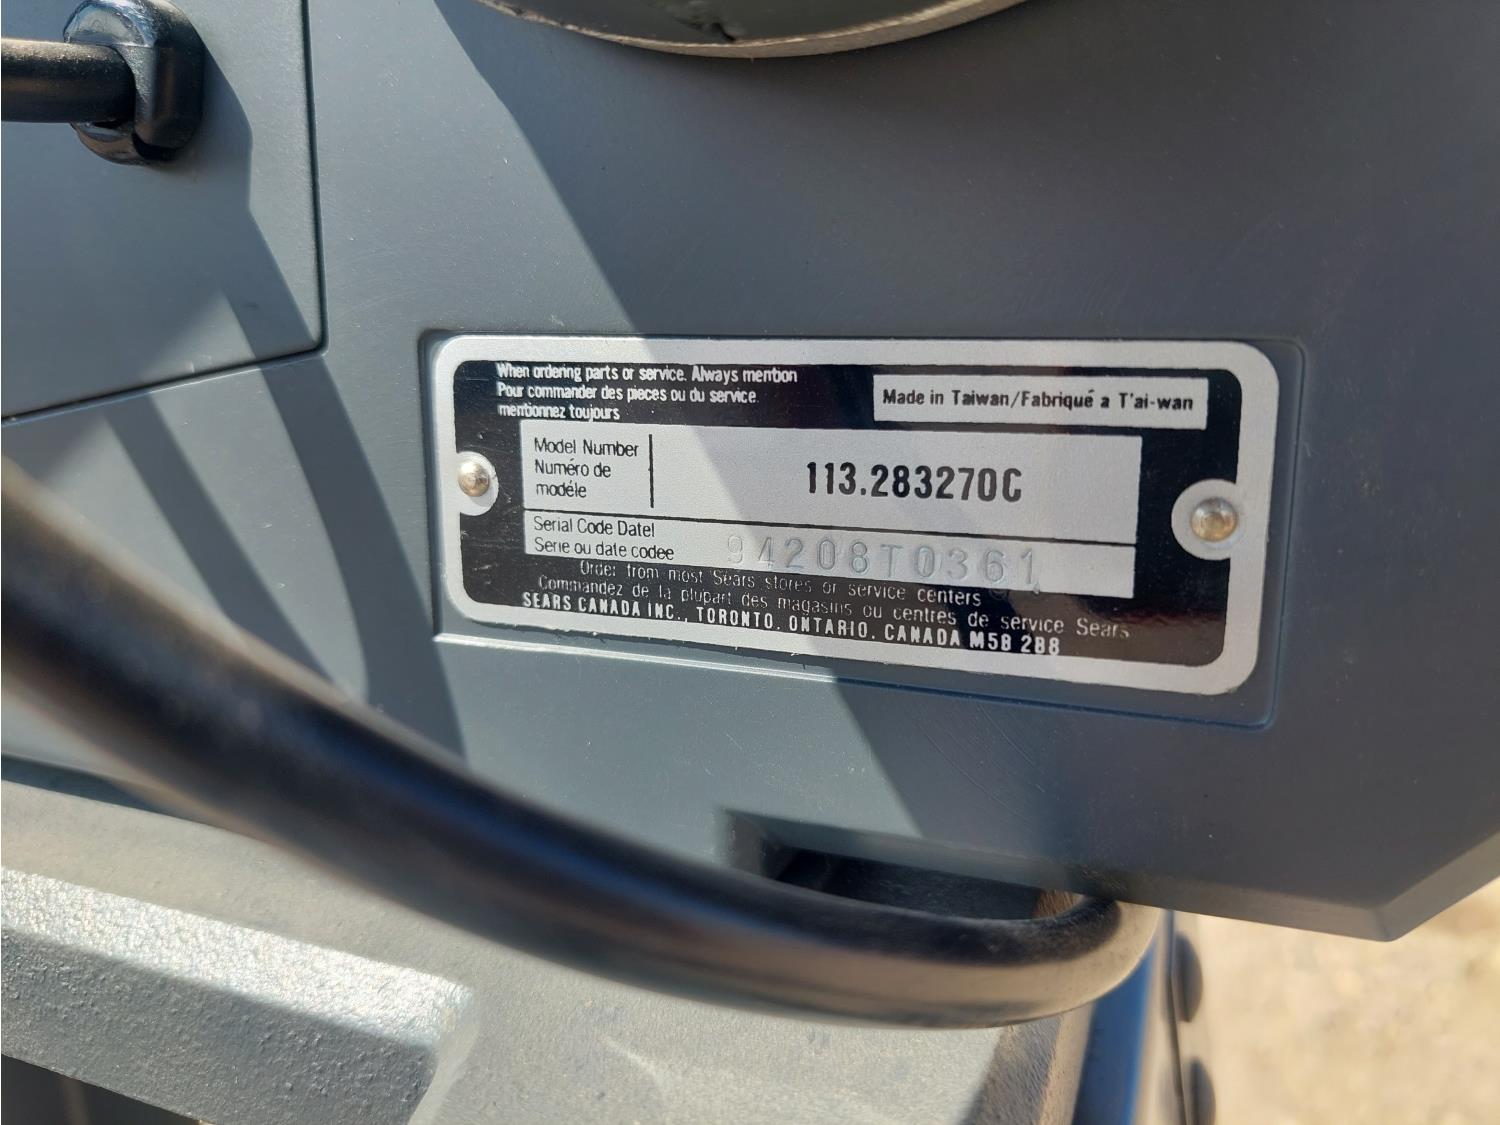 When ordering parts or service. Always mention
Pour commander des pieces ou du service.
mentionnez toujours
Made in Taiwan/Fabriqué a T'ai-wan
Model Number
Numéro de
modéle
113.283270C
Serial Code Datel
Serie ou date codee
94208T0361
Order from most Sears stores or service centers
Commandez de la plupart des magasins ou centres de service Sears
SEARS CANADA INC., TORONTO, ONTARIO, CANADA M5B 2B8